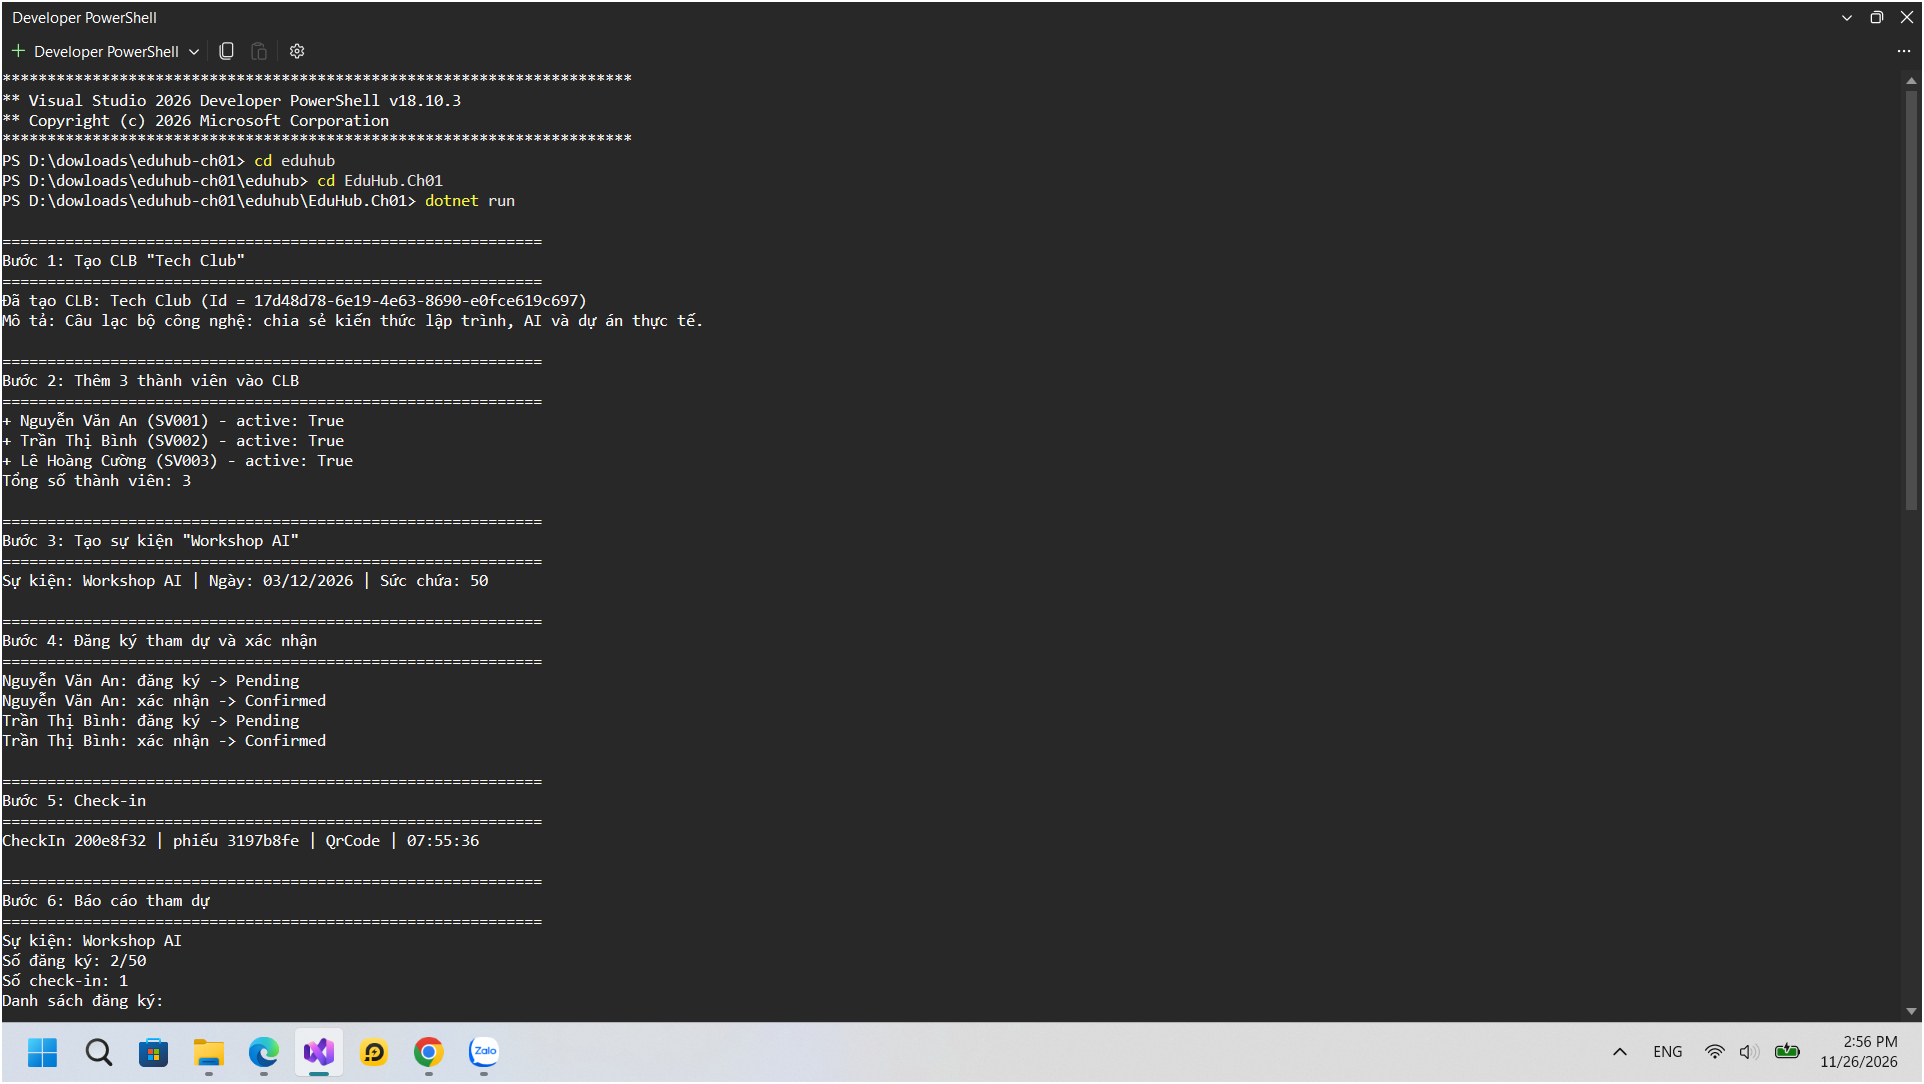 Developer PowerShell
Developer PowerShell
**********************************************************************
** Visual Studio 2026 Developer PowerShell v18.10.3
** Copyright (c) 2026 Microsoft Corporation
**********************************************************************
PS D:\dowloads\eduhub-ch01> cd eduhub
PS D:\dowloads\eduhub-ch01\eduhub> cd EduHub.Ch01
PS D:\dowloads\eduhub-ch01\eduhub\EduHub.Ch01> dotnet run
============================================================
Bước 1: Tạo CLB "Tech Club"
============================================================
Đã tạo CLB: Tech Club (Id = 17d48d78-6e19-4e63-8690-e0fce619c697)
Mô tả: Câu lạc bộ công nghệ: chia sẻ kiến thức lập trình, AI và dự án thực tế.
============================================================
Bước 2: Thêm 3 thành viên vào CLB
============================================================
+ Nguyễn Văn An (SV001) - active: True
+ Trần Thị Bình (SV002) - active: True
+ Lê Hoàng Cường (SV003) - active: True
Tổng số thành viên: 3
============================================================
Bước 3: Tạo sự kiện "Workshop AI"
============================================================
Sự kiện: Workshop AI | Ngày: 03/12/2026 | Sức chứa: 50
============================================================
Bước 4: Đăng ký tham dự và xác nhận
============================================================
Nguyễn Văn An: đăng ký -> Pending
Nguyễn Văn An: xác nhận -> Confirmed
Trần Thị Bình: đăng ký -> Pending
Trần Thị Bình: xác nhận -> Confirmed
============================================================
Bước 5: Check-in
============================================================
CheckIn 200e8f32 | phiếu 3197b8fe | QrCode | 07:55:36
============================================================
Bước 6: Báo cáo tham dự
============================================================
Sự kiện: Workshop AI
Số đăng ký: 2/50
Số check-in: 1
Danh sách đăng ký:
Zalo
ENG
2:56 PM
11/26/2026